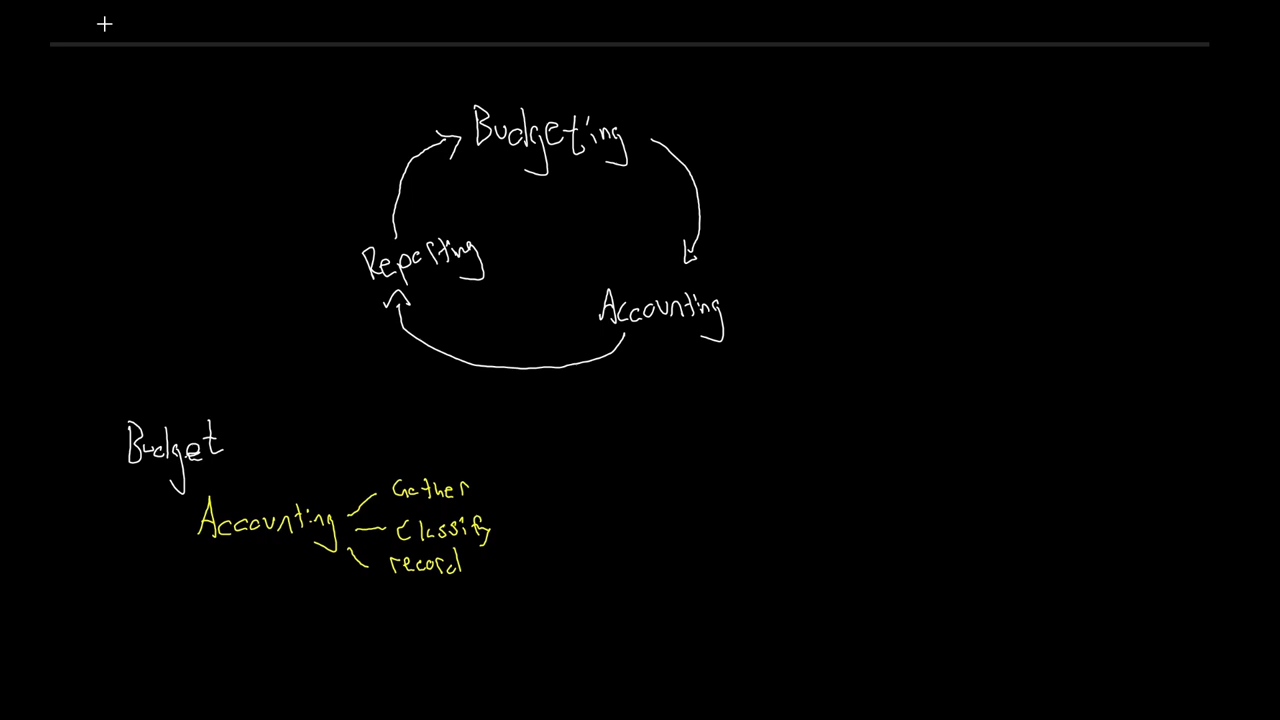 Budgeting
Reporting
Accounting
Budget
Accounting
Gather
Classify
record